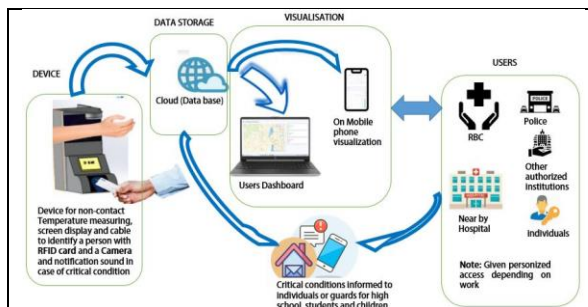 DEVICE
Device for non-contact
Temperature measuring,
screen display and cable
to identify a person with
RFID card and a Camera
and notification sound in
case of critical condition
DATA STORAGE
Cloud (Data base)
VISUALISATION
On Mobile
phone
visualization
Users Dashboard
Critical conditions informed to
individuals or guards for high
school, students and children
USERS
RBC
POLICE
Police
Other
authorized
institutions
Near by
Hospital
individuals
Note: Given personized
access depending on
work